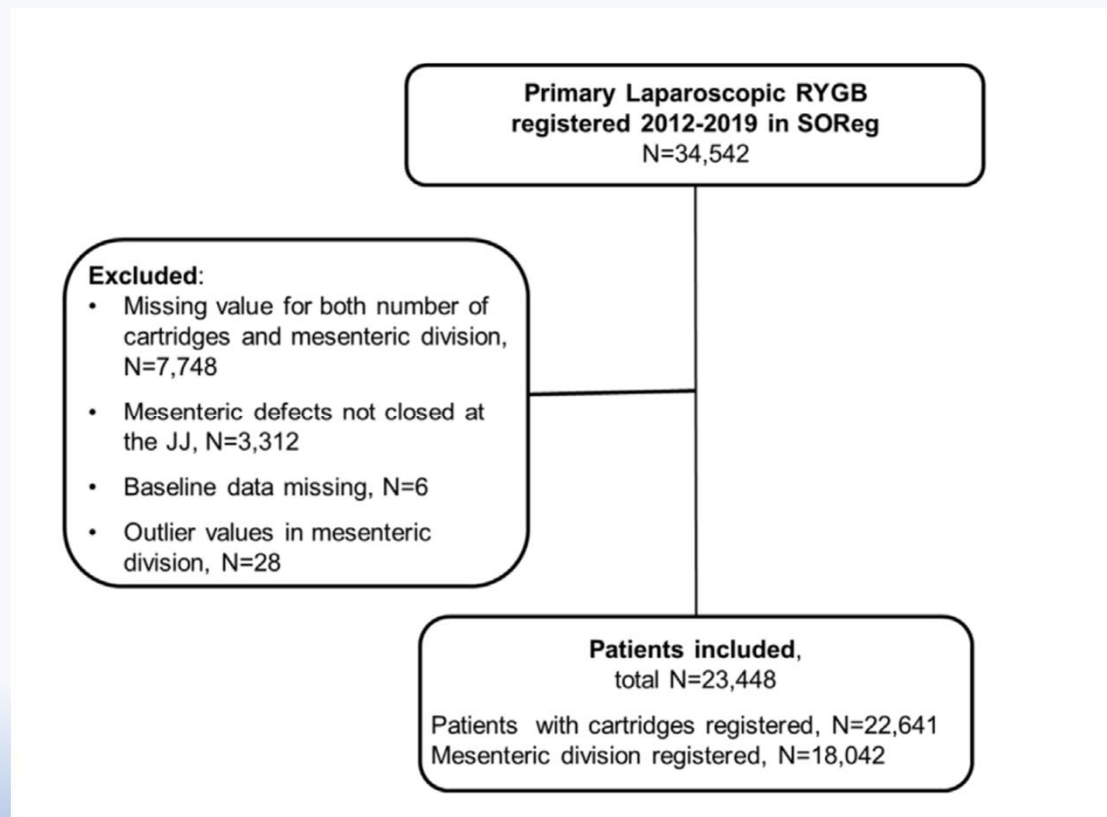 Primary Laparoscopic RYGB
registered 2012-2019 in SOReg
N=34,542
Excluded:
• Missing value for both number of
cartridges and mesenteric division,
N=7,748
• Mesenteric defects not closed at
the JJ, N=3,312
• Baseline data missing, N=6
• Outlier values in mesenteric
division, N=28
Patients included,
total N=23,448
Patients with cartridges registered, N=22,641
Mesenteric division registered, N=18,042